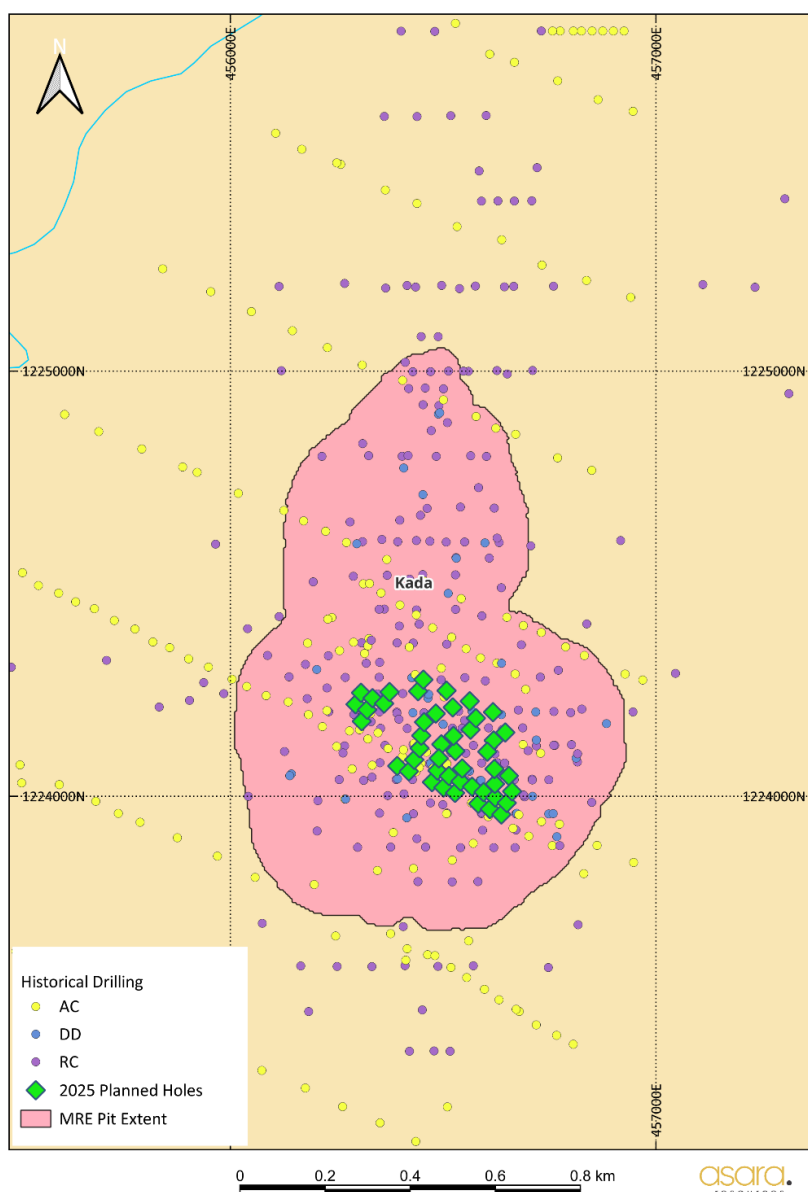 N
456000E
457000E
1225000N
1225000N
Kada
1224000N
1224000N
Historical Drilling
AC
DD
RC
2025 Planned Holes
MRE Pit Extent
457000E
0 0.2 0.4 0.6 0.8 km
asara.